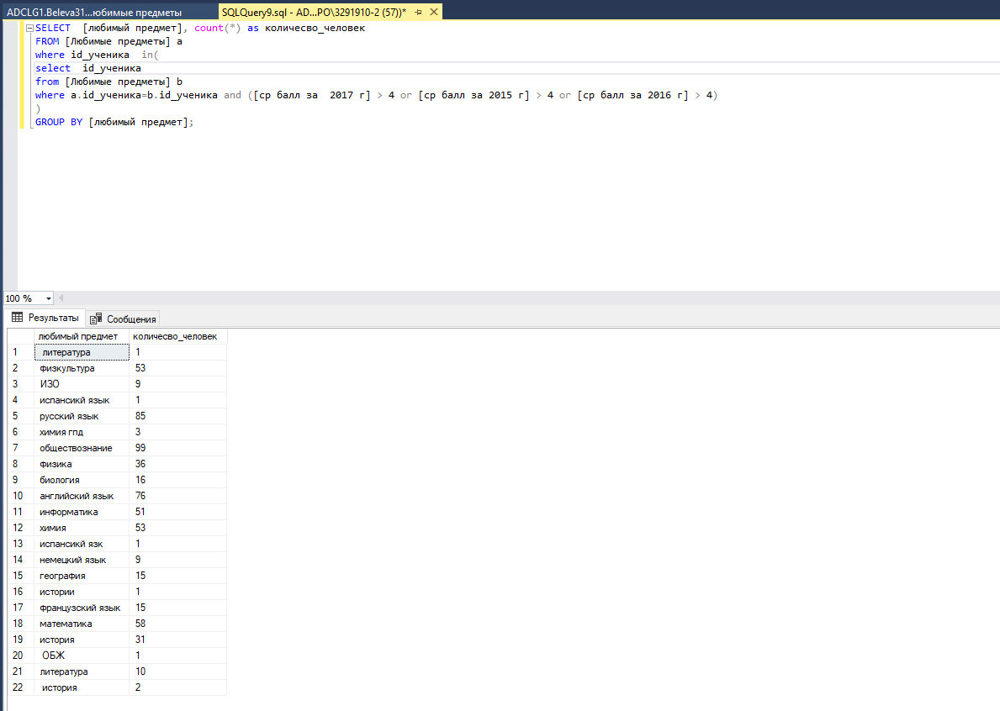 ADCLG1.Beleva31...юбимые предметы
SQLQuery9.sql - AD...PO\3291910-2 (57))*
SELECT  [любимый предмет], count(*) as количесво_человек
FROM [Любимые предметы] a
where id_ученика  in(
select  id_ученика
from [Любимые предметы] b
where a.id_ученика=b.id_ученика and ([ср балл за  2017 г] > 4 or [ср балл за 2015 г] > 4 or [ср балл за 2016 г] > 4)
)
GROUP BY [любимый предмет];
100 %
Результаты Сообщения
любимый предмет количесво_человек
1 литература 1
2 физкультура 53
3 ИЗО 9
4 испансикй язык 1
5 русский язык 85
6 химия гпд 3
7 обществознание 99
8 физика 36
9 биология 16
10 английский язык 76
11 информатика 51
12 химия 53
13 испансикй язк 1
14 немецкий язык 9
15 география 15
16 истории 1
17 французский язык 15
18 математика 58
19 история 31
20 ОБЖ 1
21 литература 10
22 история 2